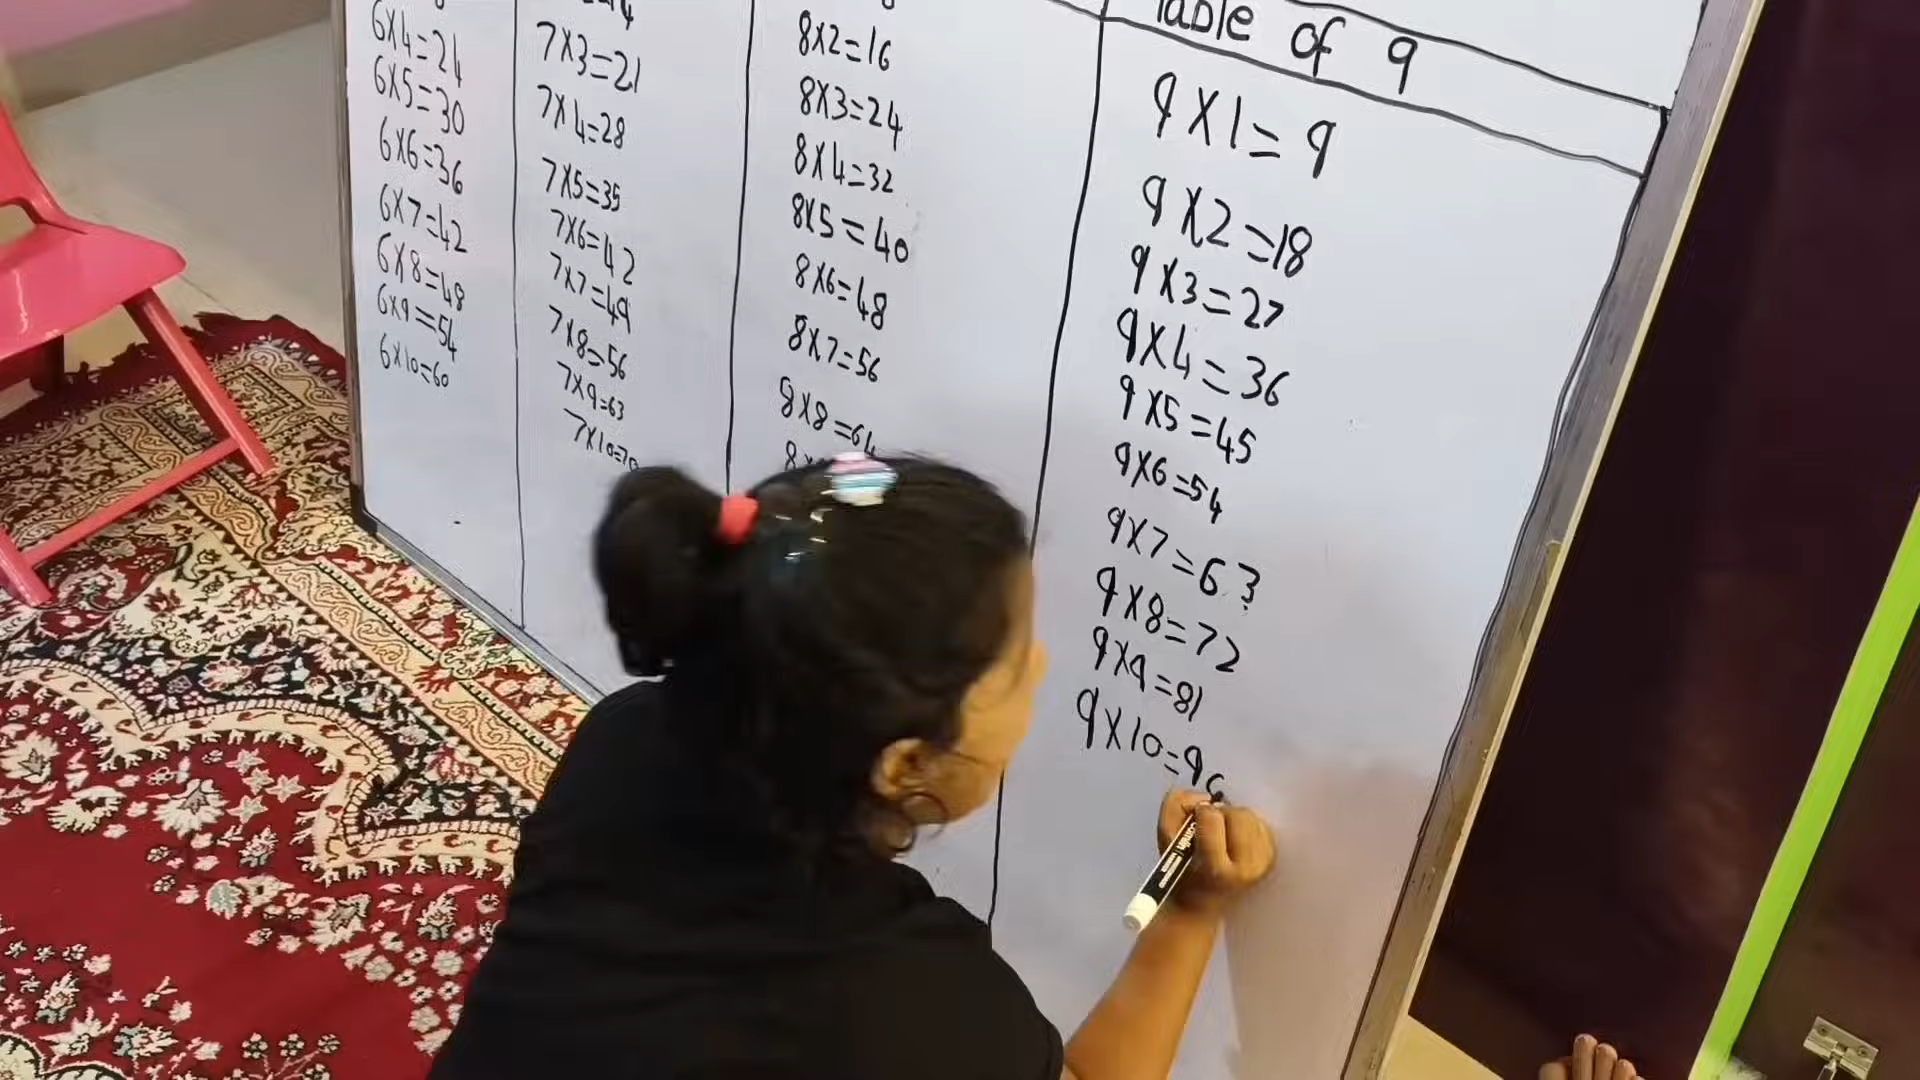 6X4=24
6X5=30
6X6=36
6X7=42
6X8=48
6X9=54
6X10=60
7X3=21
7X4=28
7X5=35
7X6=42
7X7=49
7X8=56
7X9=63
7X10=70
8X2=16
8X3=24
8X4=32
8X5=40
8X6=48
8X7=56
8X8=64
Table of 9
9X1=9
9X2=18
9X3=27
9X4=36
9X5=45
9X6=54
9X7=63
9X8=72
9X9=81
9X10=9